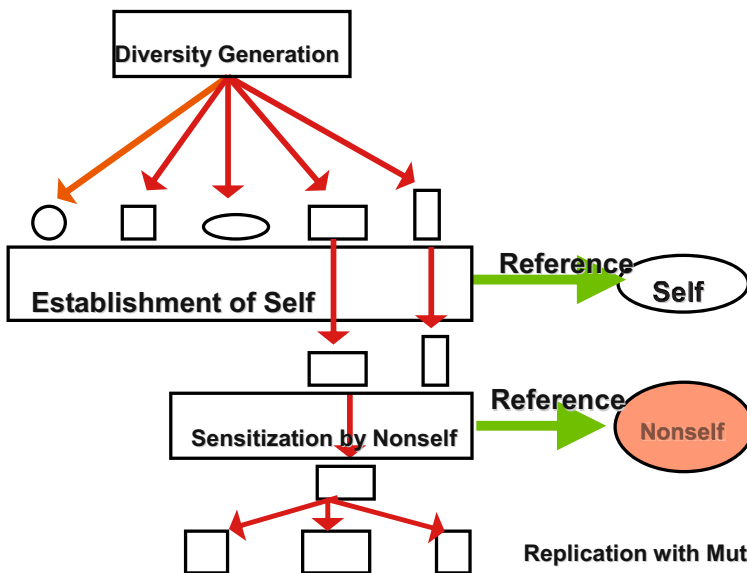 Diversity Generation
Reference
Establishment of Self
Self
Reference
Sensitization by Nonself
Nonself
Replication with Mut